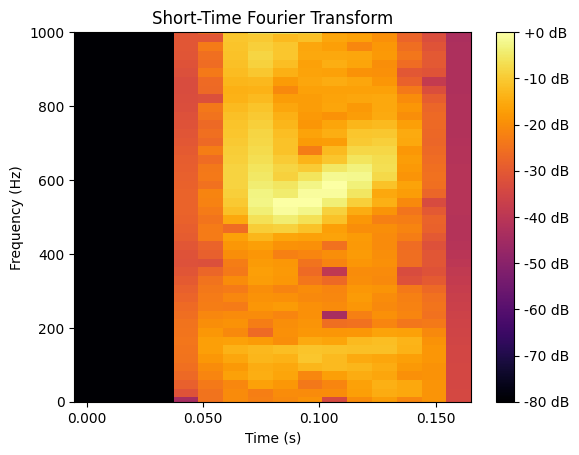 Short-Time Fourier Transform
1000
800
600
400
200
0
Frequency (Hz)
0.000
0.050
0.100
0.150
Time (s)
+0 dB
-10 dB
-20 dB
-30 dB
-40 dB
-50 dB
-60 dB
-70 dB
-80 dB